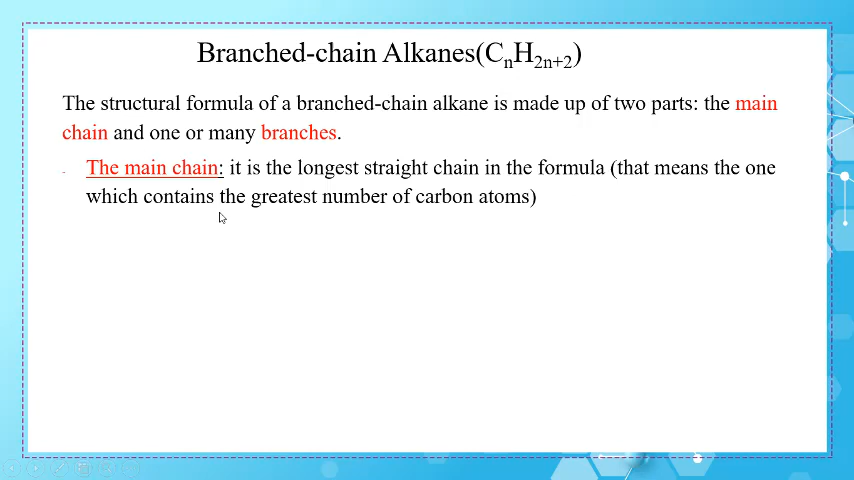 Branched-chain Alkanes(CnH2n+2)
The structural formula of a branched-chain alkane is made up of two parts: the main
chain and one or many branches.
- The main chain: it is the longest straight chain in the formula (that means the one
which contains the greatest number of carbon atoms)